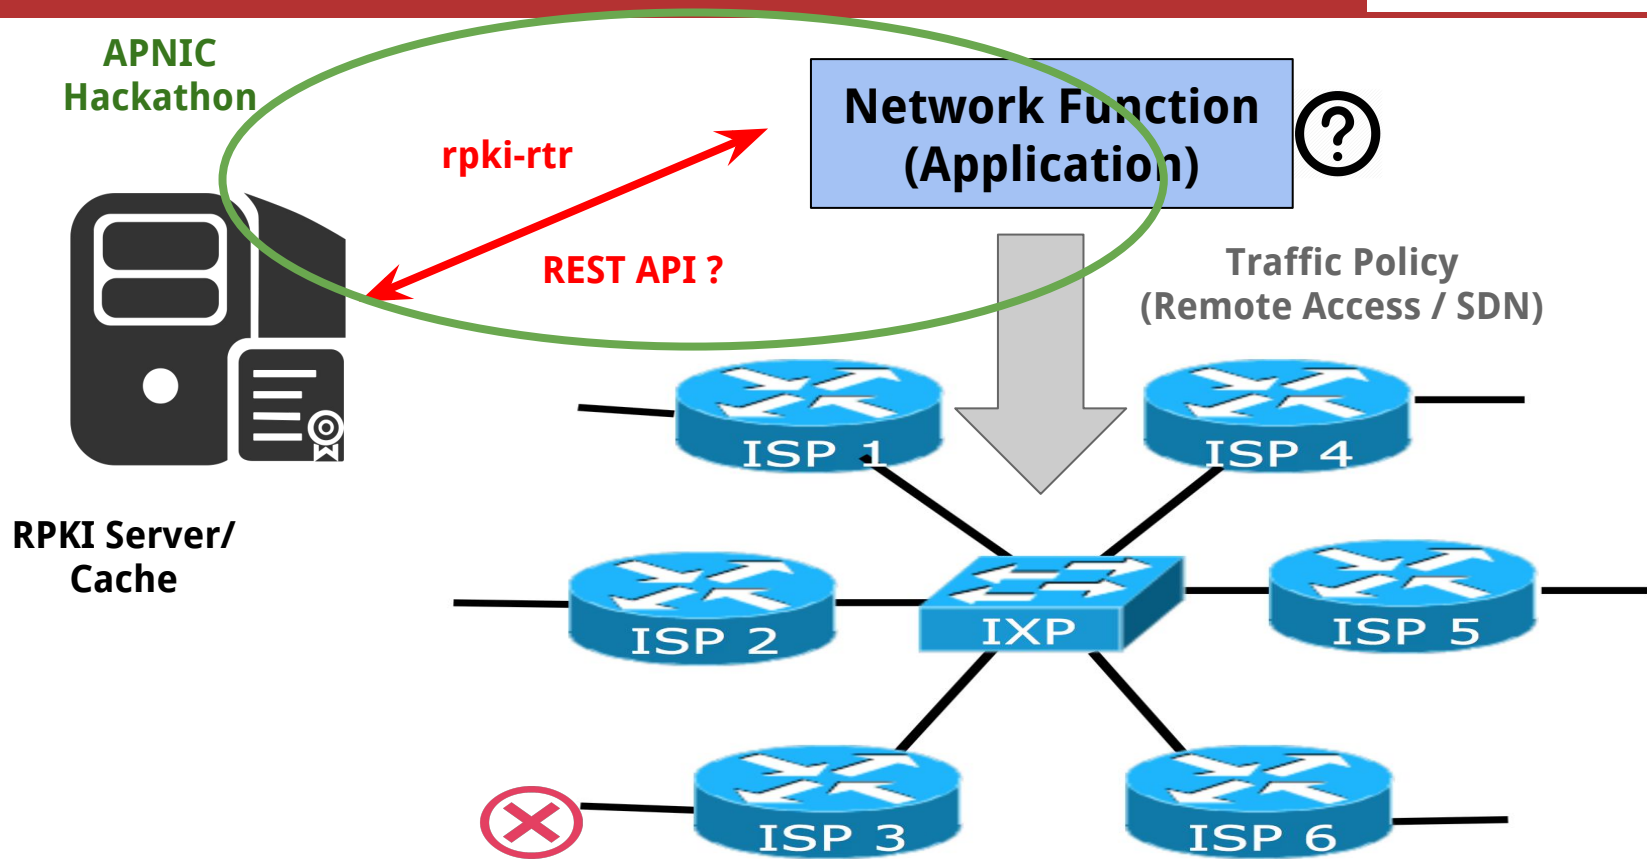 APNIC
Hackathon
rpki-rtr
REST API ?
Network Function
(Application)
?
Traffic Policy
(Remote Access / SDN)
RPKI Server/
Cache
ISP 1
ISP 4
ISP 2
IXP
ISP 5
ISP 3
ISP 6